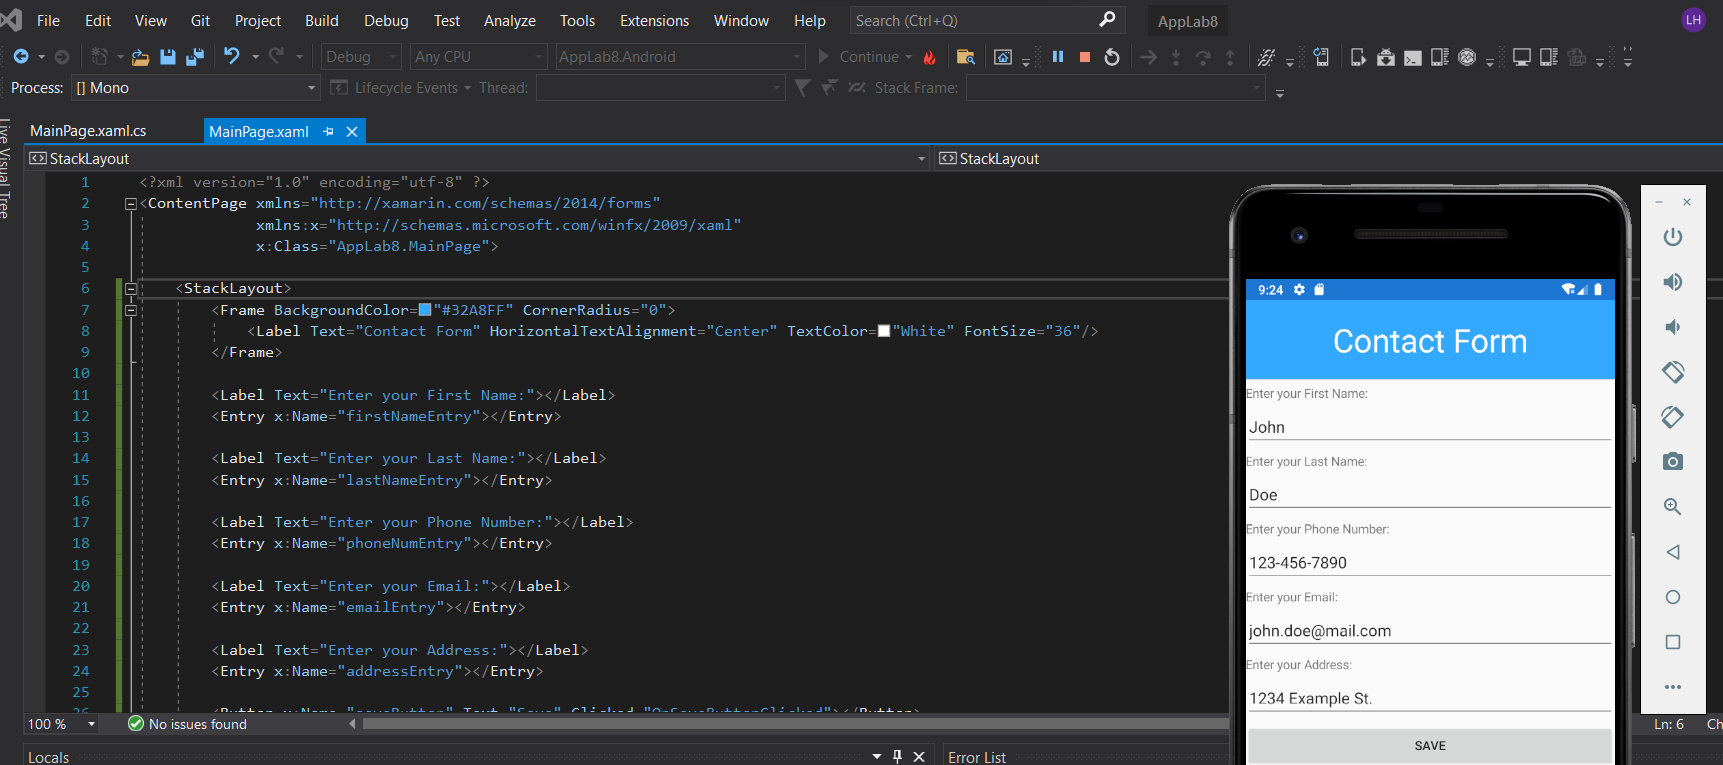 File Edit View Git Project Build Debug Test Analyze Tools Extensions Window Help Search (Ctrl+Q) AppLab8 LH
Debug Any CPU AppLab8.Android Continue
Process: [] Mono Lifecycle Events Thread: Stack Frame:
Live Visual Tree
MainPage.xaml.cs MainPage.xaml
StackLayout StackLayout
1 <?xml version="1.0" encoding="utf-8" ?>
2 <ContentPage xmlns="http://xamarin.com/schemas/2014/forms"
3 xmlns:x="http://schemas.microsoft.com/winfx/2009/xaml"
4 x:Class="AppLab8.MainPage">
5
6 <StackLayout>
7 <Frame BackgroundColor="#32A8FF" CornerRadius="0">
8 <Label Text="Contact Form" HorizontalTextAlignment="Center" TextColor="White" FontSize="36"/>
9 </Frame>
10
11 <Label Text="Enter your First Name:"></Label>
12 <Entry x:Name="firstNameEntry"></Entry>
13
14 <Label Text="Enter your Last Name:"></Label>
15 <Entry x:Name="lastNameEntry"></Entry>
16
17 <Label Text="Enter your Phone Number:"></Label>
18 <Entry x:Name="phoneNumEntry"></Entry>
19
20 <Label Text="Enter your Email:"></Label>
21 <Entry x:Name="emailEntry"></Entry>
22
23 <Label Text="Enter your Address:"></Label>
24 <Entry x:Name="addressEntry"></Entry>
25
26 <Button x:Name="saveButton" Text="Save" Clicked="OnSaveButtonClicked"></Button>
100 % No issues found Ln: 6 Ch
Locals Error List
9:24
Contact Form
Enter your First Name:
John
Enter your Last Name:
Doe
Enter your Phone Number:
123-456-7890
Enter your Email:
john.doe@mail.com
Enter your Address:
1234 Example St.
SAVE